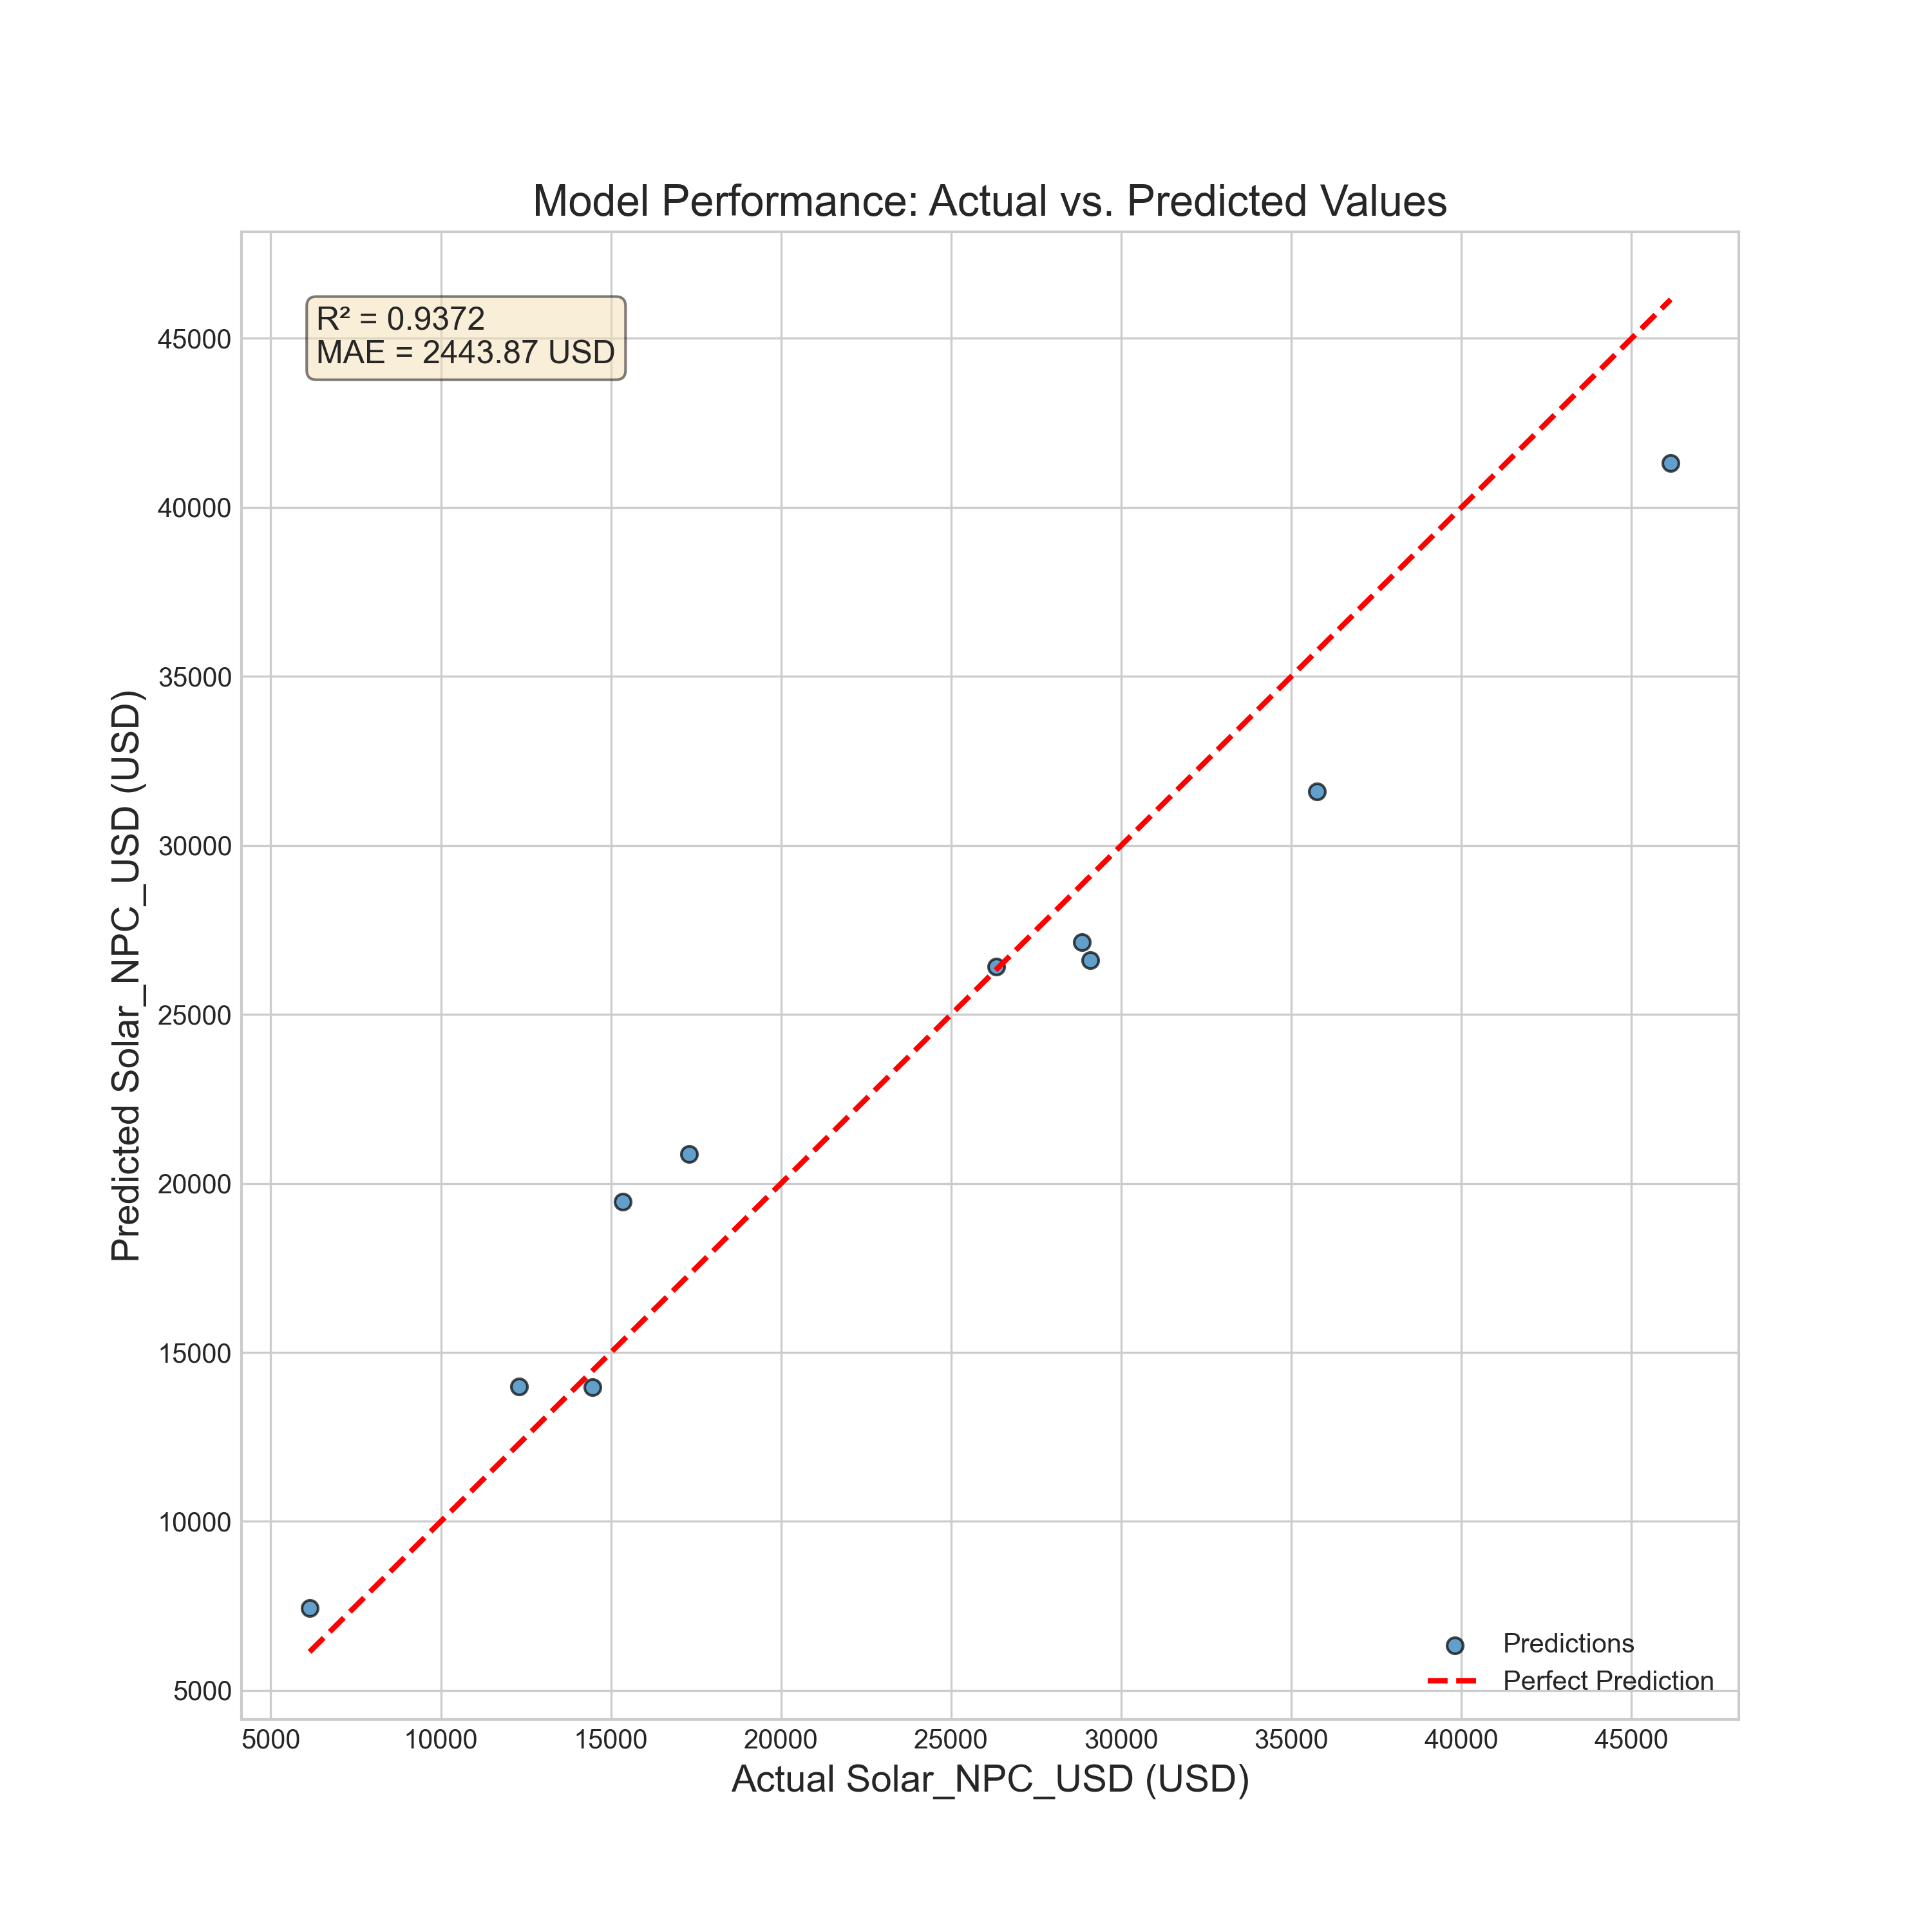 Model Performance: Actual vs. Predicted Values
R² = 0.9372
MAE = 2443.87 USD
45000
40000
35000
30000
25000
20000
15000
10000
5000
Predicted Solar_NPC_USD (USD)
Predictions
Perfect Prediction
5000 10000 15000 20000 25000 30000 35000 40000 45000
Actual Solar_NPC_USD (USD)